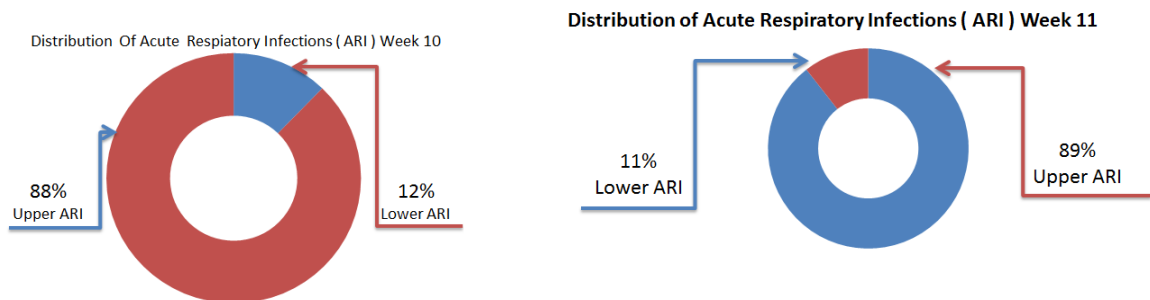 Distribution Of Acute Respiatory Infections ( ARI ) Week 10
88%
Upper ARI
12%
Lower ARI
Distribution of Acute Respiratory Infections ( ARI ) Week 11
11%
Lower ARI
89%
Upper ARI